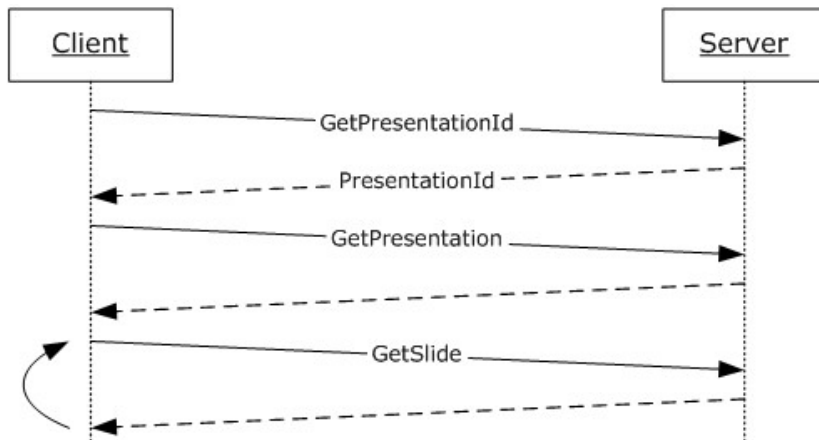 Client
Server
GetPresentationId
PresentationId
GetPresentation
GetSlide